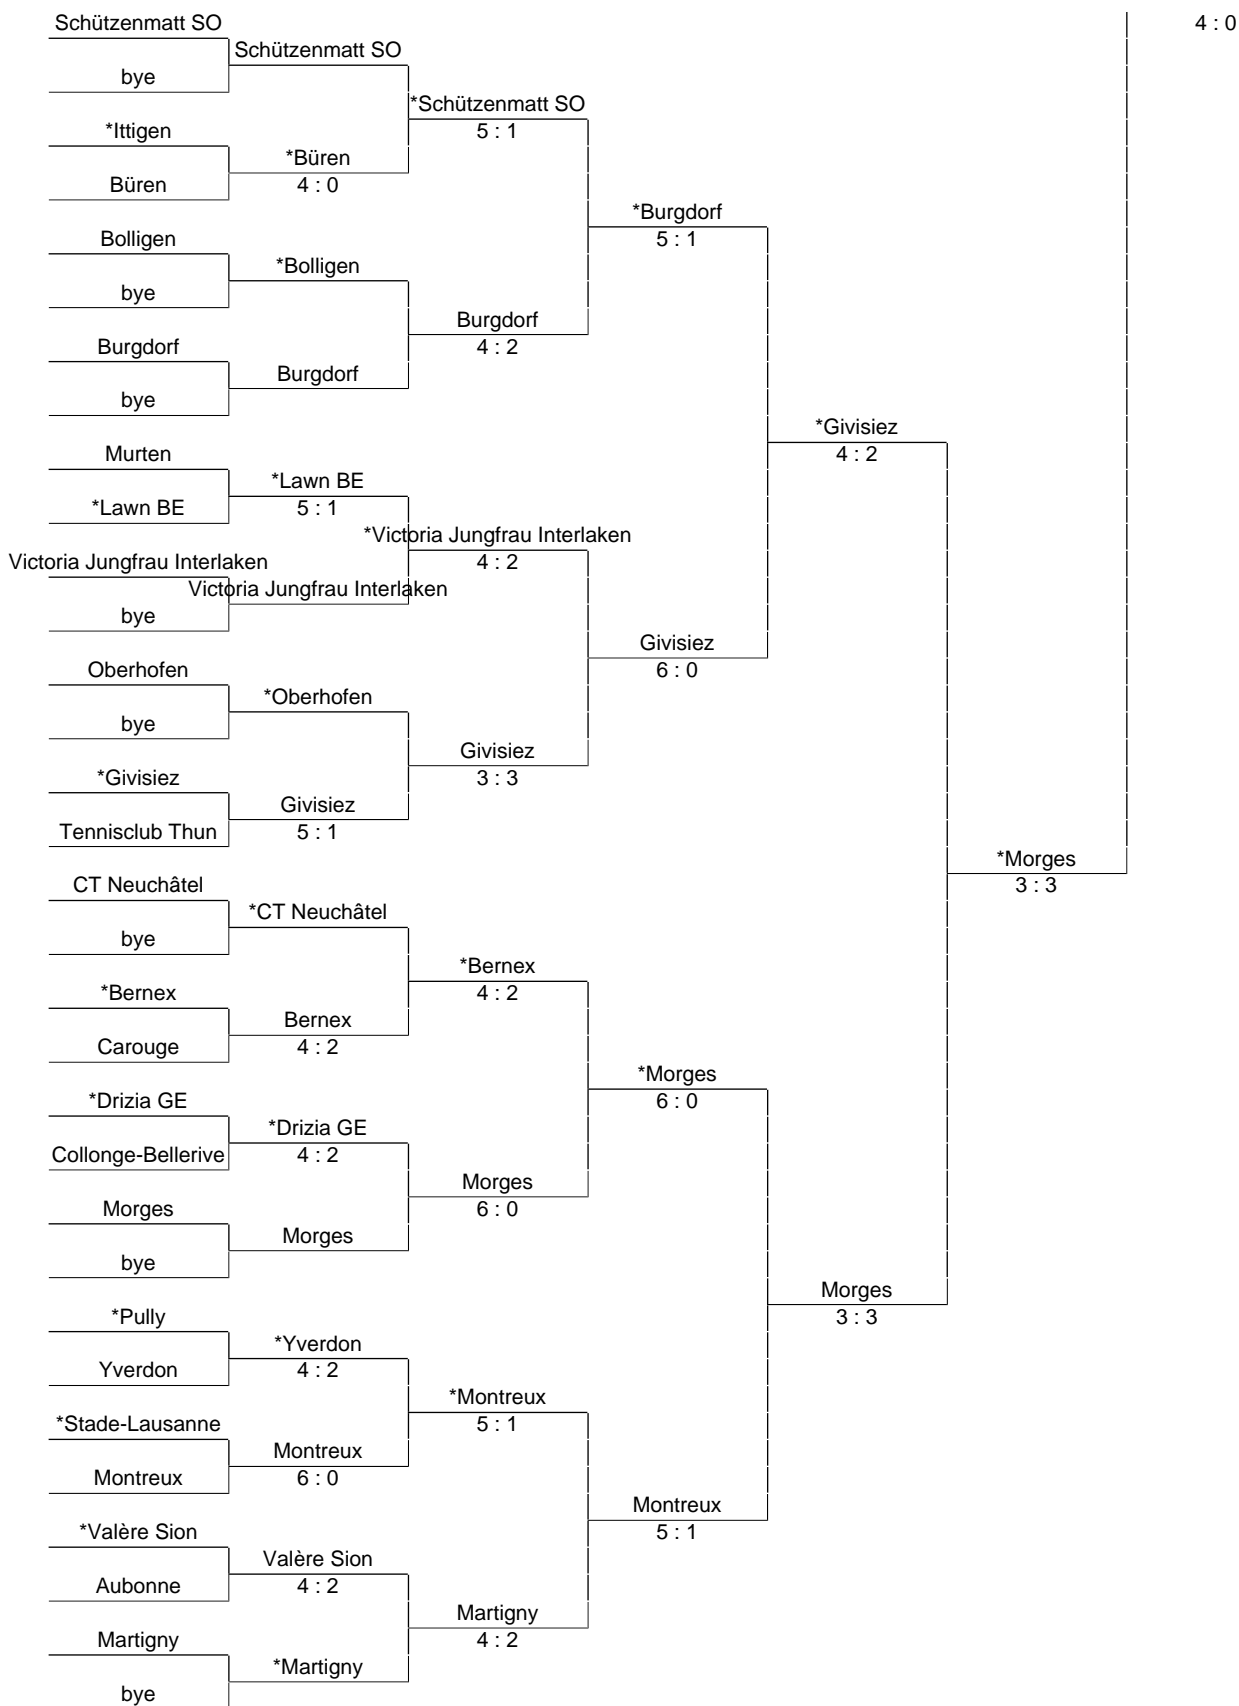 Schützenmatt SO
4 : 0
Schützenmatt SO
bye
*Schützenmatt SO
5 : 1
*Ittigen
*Büren
4 : 0
Büren
*Burgdorf
5 : 1
Bolligen
*Bolligen
bye
Burgdorf
4 : 2
Burgdorf
Burgdorf
bye
*Givisiez
4 : 2
Murten
*Lawn BE
5 : 1
*Lawn BE
*Victoria Jungfrau Interlaken
4 : 2
Victoria Jungfrau Interlaken
Victoria Jungfrau Interlaken
bye
Givisiez
6 : 0
Oberhofen
*Oberhofen
bye
Givisiez
3 : 3
*Givisiez
Givisiez
5 : 1
Tennisclub Thun
*Morges
3 : 3
CT Neuchâtel
*CT Neuchâtel
bye
*Bernex
4 : 2
*Bernex
Bernex
4 : 2
Carouge
*Morges
6 : 0
*Drizia GE
*Drizia GE
4 : 2
Collonge-Bellerive
Morges
6 : 0
Morges
Morges
bye
Morges
3 : 3
*Pully
*Yverdon
4 : 2
Yverdon
*Montreux
5 : 1
*Stade-Lausanne
Montreux
6 : 0
Montreux
Montreux
5 : 1
*Valère Sion
Valère Sion
4 : 2
Aubonne
Martigny
4 : 2
Martigny
*Martigny
bye